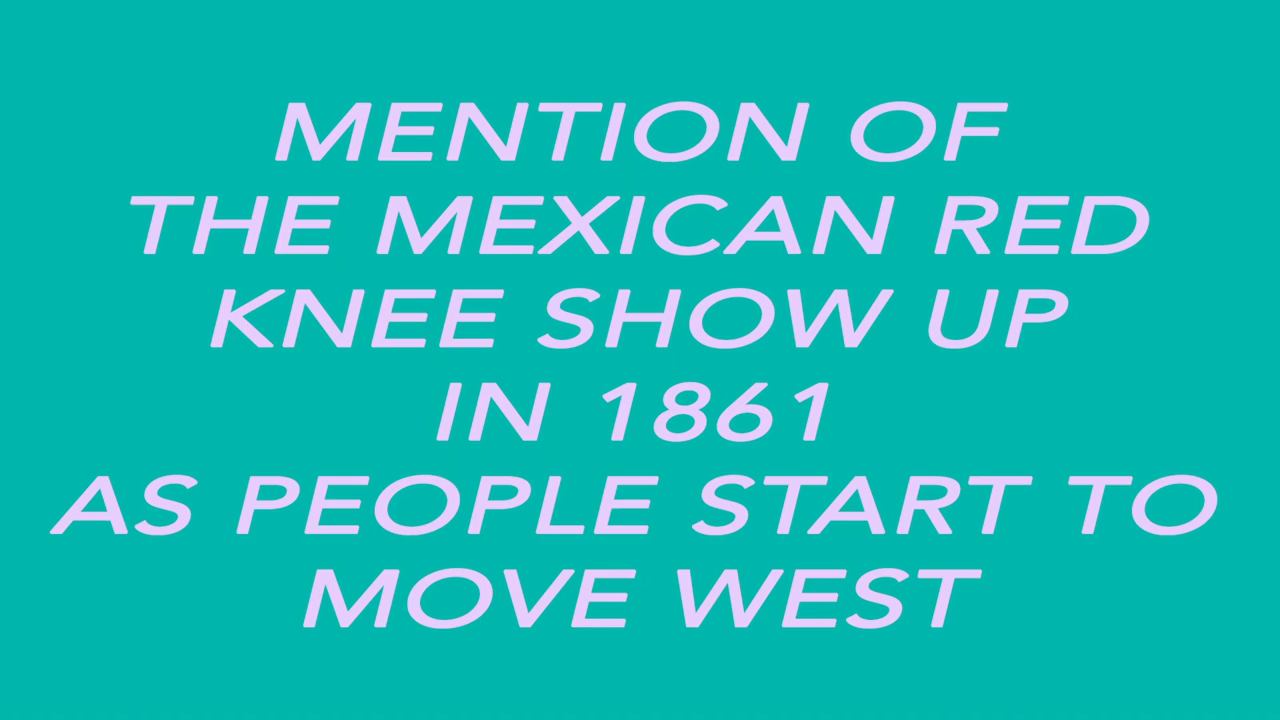 MENTION OF
THE MEXICAN RED
KNEE SHOW UP
IN 1861
AS PEOPLE START TO
MOVE WEST